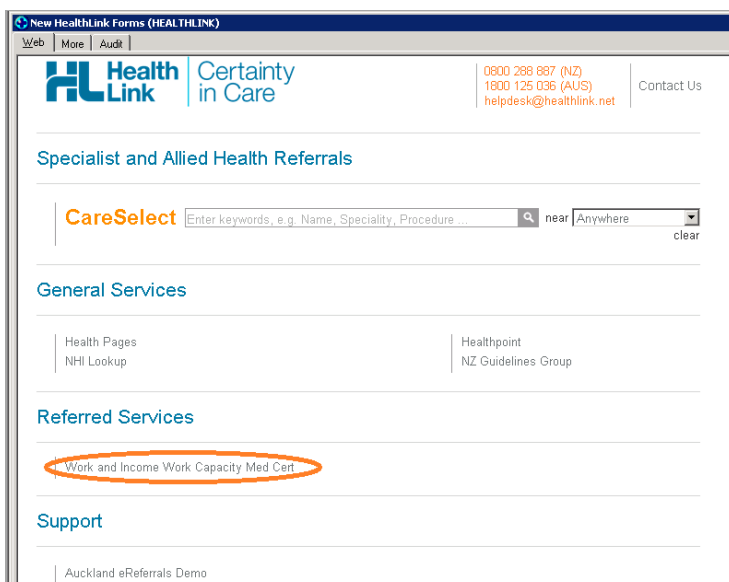 New HealthLink Forms (HEALTHLINK)
Web More Audit
Health Link
Certainty in Care
0800 288 887 (NZ)
1800 125 036 (AUS)
helpdesk@healthlink.net
Contact Us
Specialist and Allied Health Referrals
CareSelect Enter keywords, e.g. Name, Speciality, Procedure ... near Anywhere
clear
General Services
Health Pages Healthpoint
NHI Lookup NZ Guidelines Group
Referred Services
Work and Income Work Capacity Med Cert
Support
Auckland eReferrals Demo